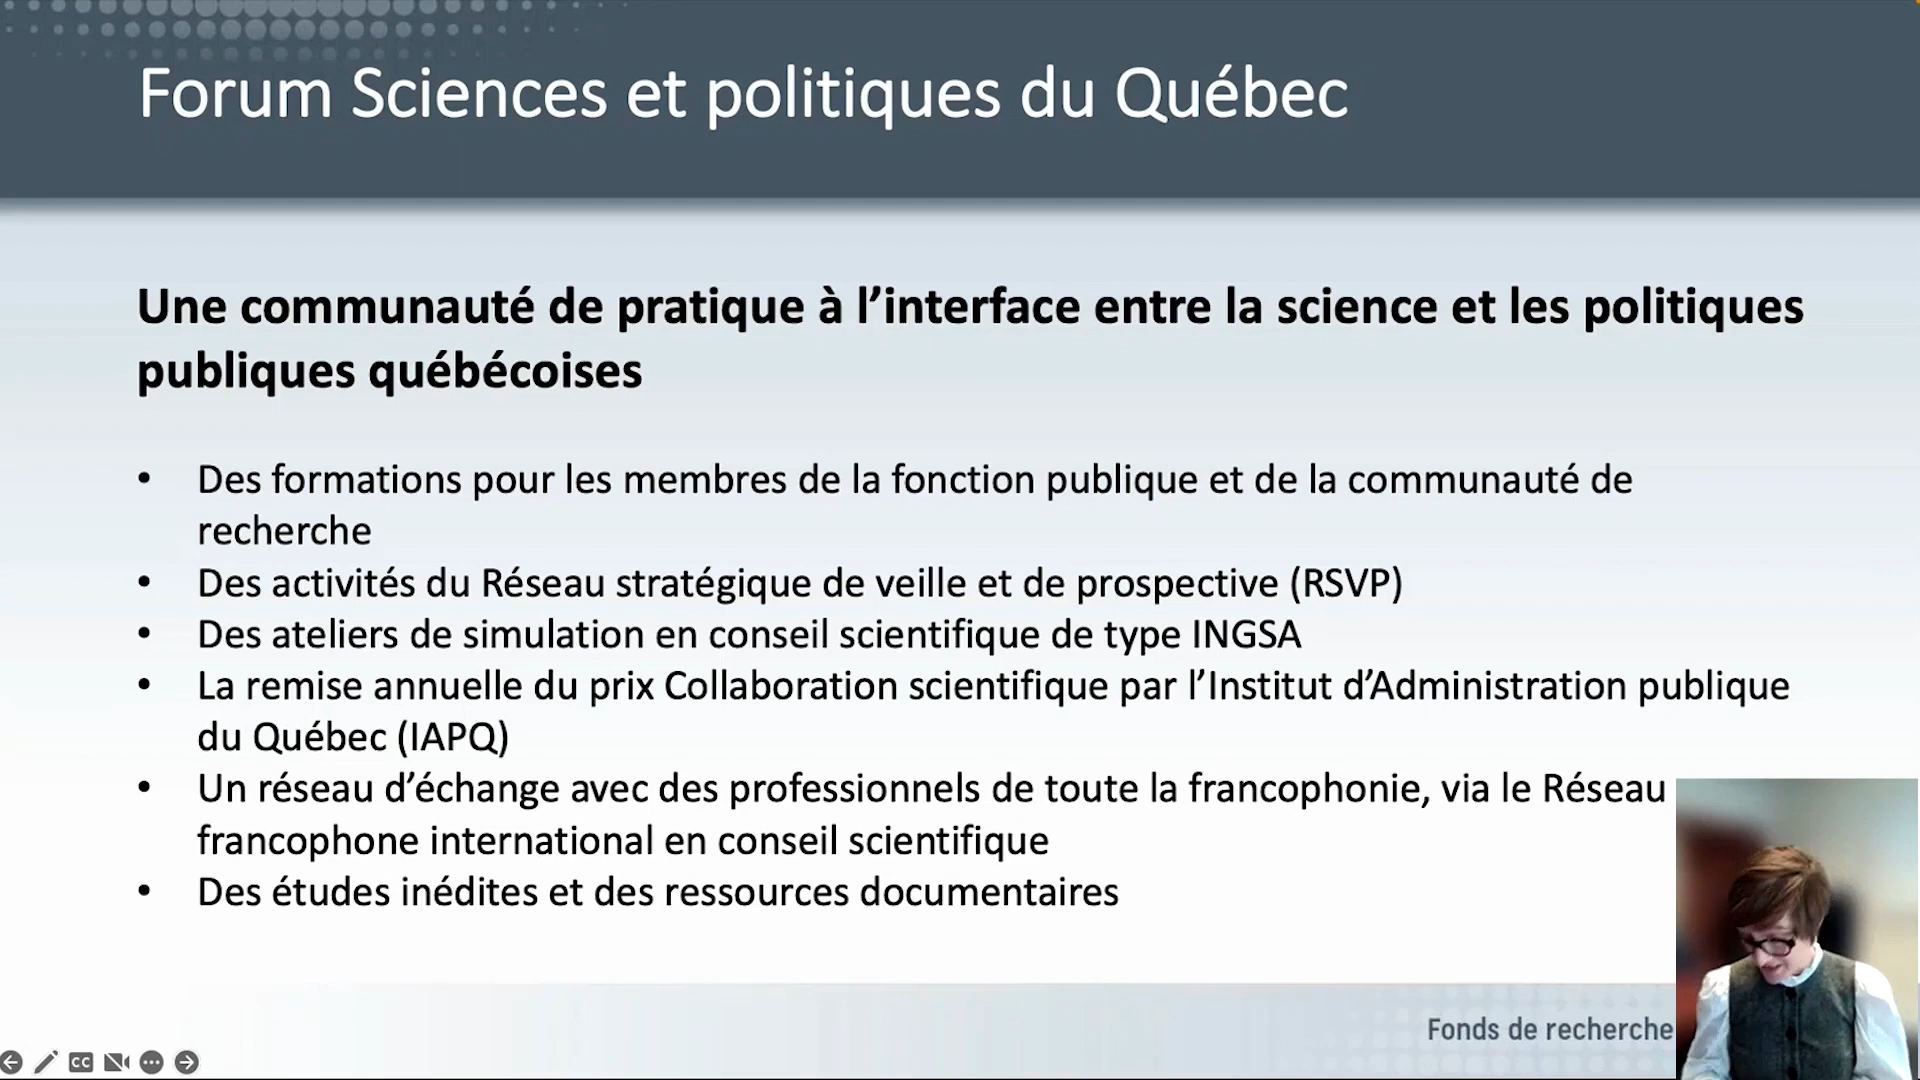 Forum Sciences et politiques du Québec
Une communauté de pratique à l’interface entre la science et les politiques
publiques québécoises
• Des formations pour les membres de la fonction publique et de la communauté de
recherche
• Des activités du Réseau stratégique de veille et de prospective (RSVP)
• Des ateliers de simulation en conseil scientifique de type INGSA
• La remise annuelle du prix Collaboration scientifique par l’Institut d’Administration publique
du Québec (IAPQ)
• Un réseau d’échange avec des professionnels de toute la francophonie, via le Réseau
francophone international en conseil scientifique
• Des études inédites et des ressources documentaires
Fonds de recherche
CC